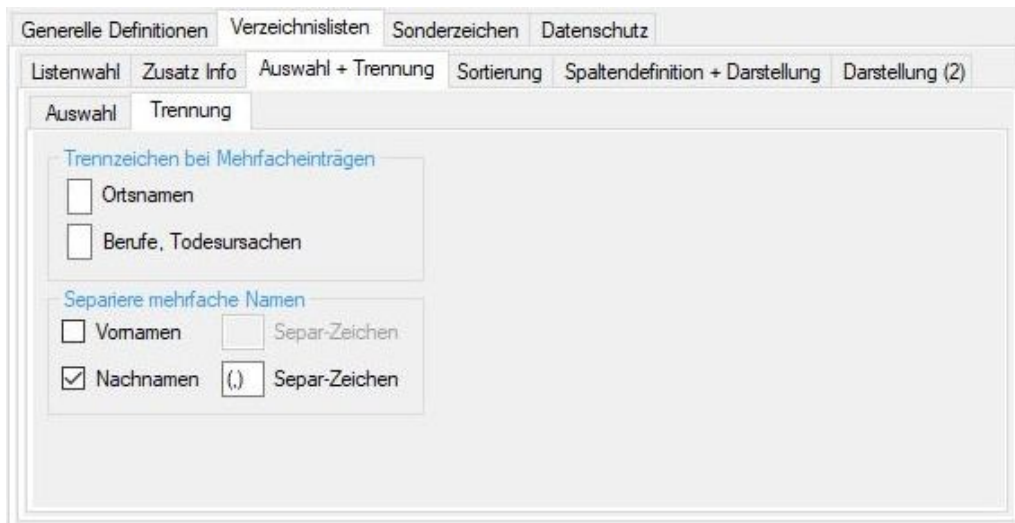 Generelle Definitionen Verzeichnislisten Sonderzeichen Datenschutz
Listenwahl Zusatz Info Auswahl + Trennung Sortierung Spaltendefinition + Darstellung Darstellung (2)
Auswahl Trennung
Trennzeichen bei Mehrfacheinträgen
Ortsnamen
Berufe, Todesursachen
Separiere mehrfache Namen
Vornamen Separ-Zeichen
Nachnamen (,) Separ-Zeichen